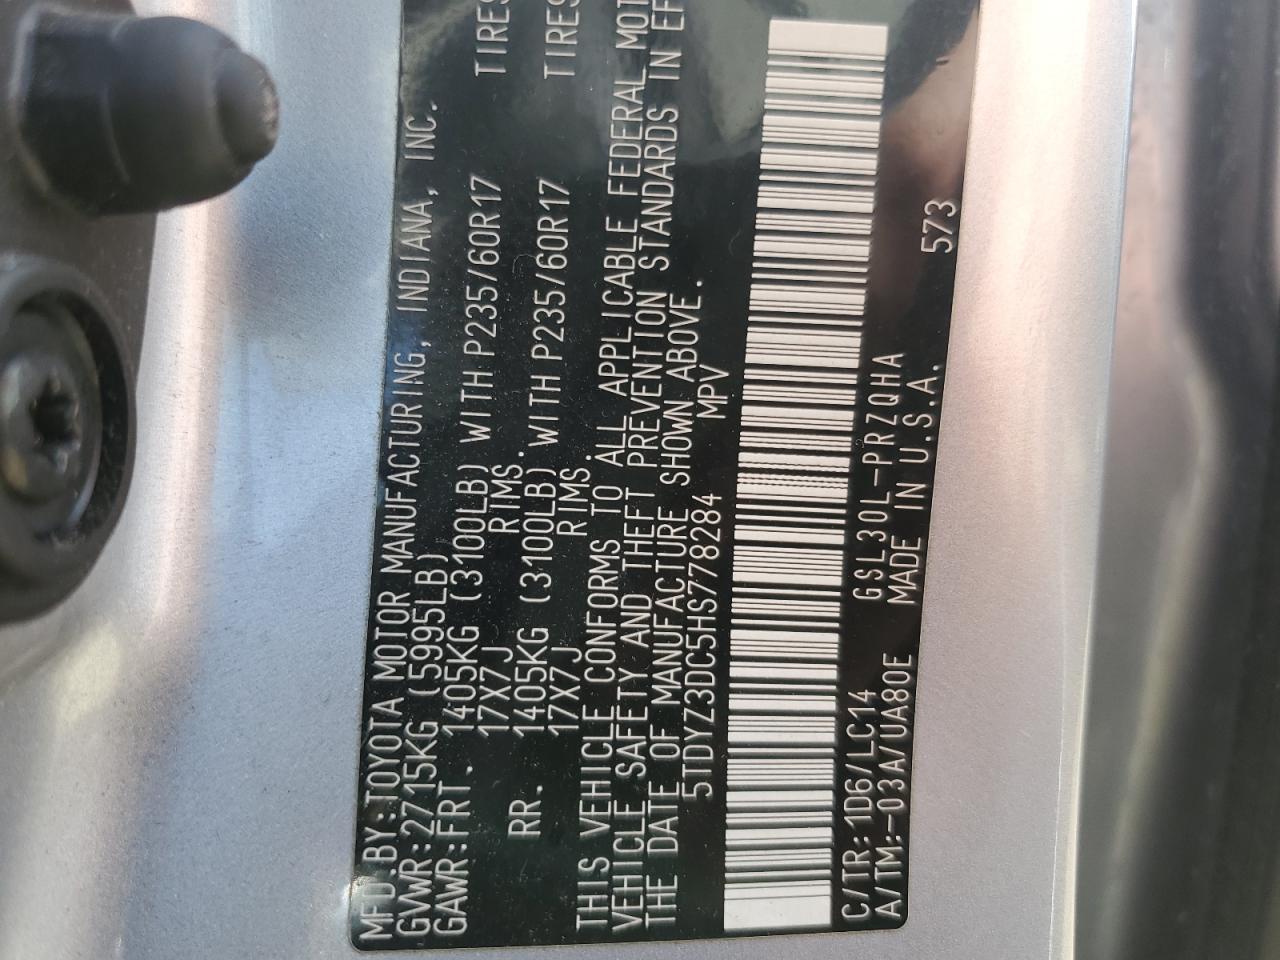 MFD.BY:TOYOTA MOTOR MANUFACTURING, INDIANA, INC.
GVWR:2715KG (5995LB)
GAWR:FRT. 1405KG (3100LB) WITH P235/60R17 TIRES
17X7J RIMS.
RR. 1405KG (3100LB) WITH P235/60R17 TIRES
17X7J RIMS.
THIS VEHICLE CONFORMS TO ALL APPLICABLE FEDERAL MOT
VEHICLE SAFETY AND THEFT PREVENTION STANDARDS IN EF
THE DATE OF MANUFACTURE SHOWN ABOVE.
5TDYZ3DC5HS778284 MPV
C/TR:1D6/LC14 GSL30L-PRZQHA
A/TM:-03A/UA80E MADE IN U.S.A. 573